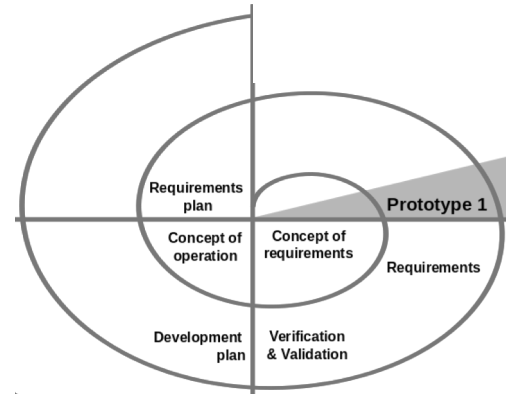 Requirements
plan
Prototype 1
Concept of
operation
Concept of
requirements
Requirements
Development
plan
Verification
& Validation